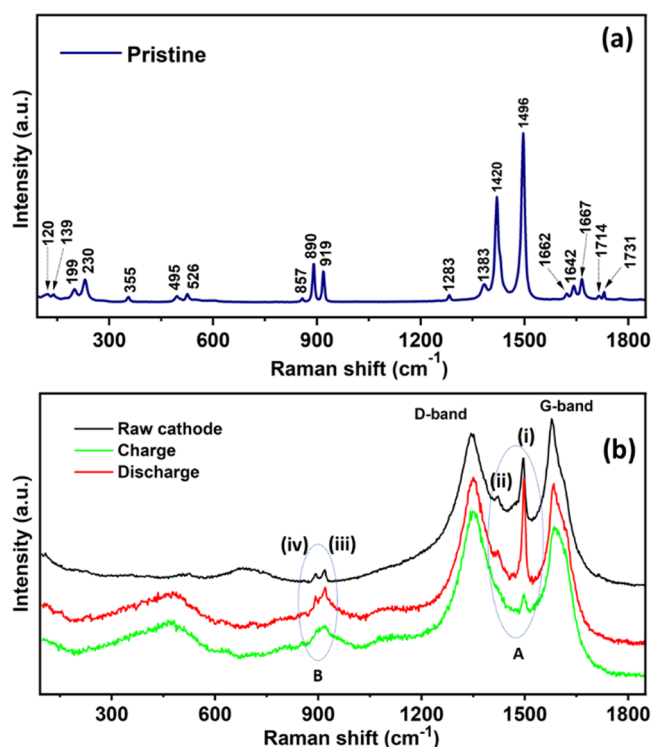 (a)
Pristine
Intensity (a.u.)
120
139
199
230
355
495
526
857
890
919
1283
1383
1420
1496
1662
1642
1667
1714
1731
300
600
900
1200
1500
1800
Raman shift (cm-1)
(b)
Raw cathode
Charge
Discharge
D-band
G-band
(i)
(ii)
(iii)
(iv)
A
B
Intensity (a.u.)
300
600
900
1200
1500
1800
Raman shift (cm-1)